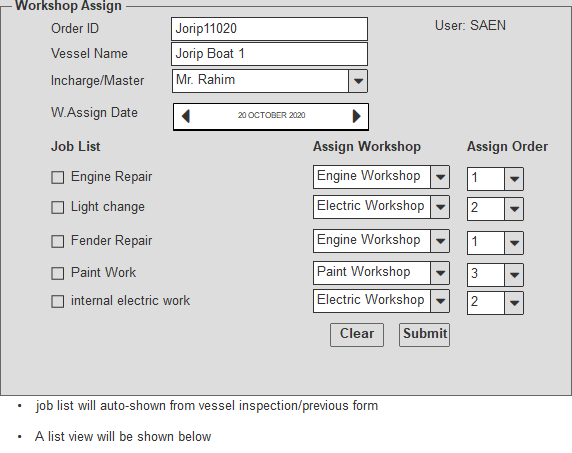 Workshop Assign
Order ID Jorip11020 User: SAEN
Vessel Name Jorip Boat 1
Incharge/Master Mr. Rahim
W.Assign Date 20 OCTOBER 2020
Job List Assign Workshop Assign Order
Engine Repair Engine Workshop 1
Light change Electric Workshop 2
Fender Repair Engine Workshop 1
Paint Work Paint Workshop 3
internal electric work Electric Workshop 2
Clear Submit
• job list will auto-shown from vessel inspection/previous form
• A list view will be shown below